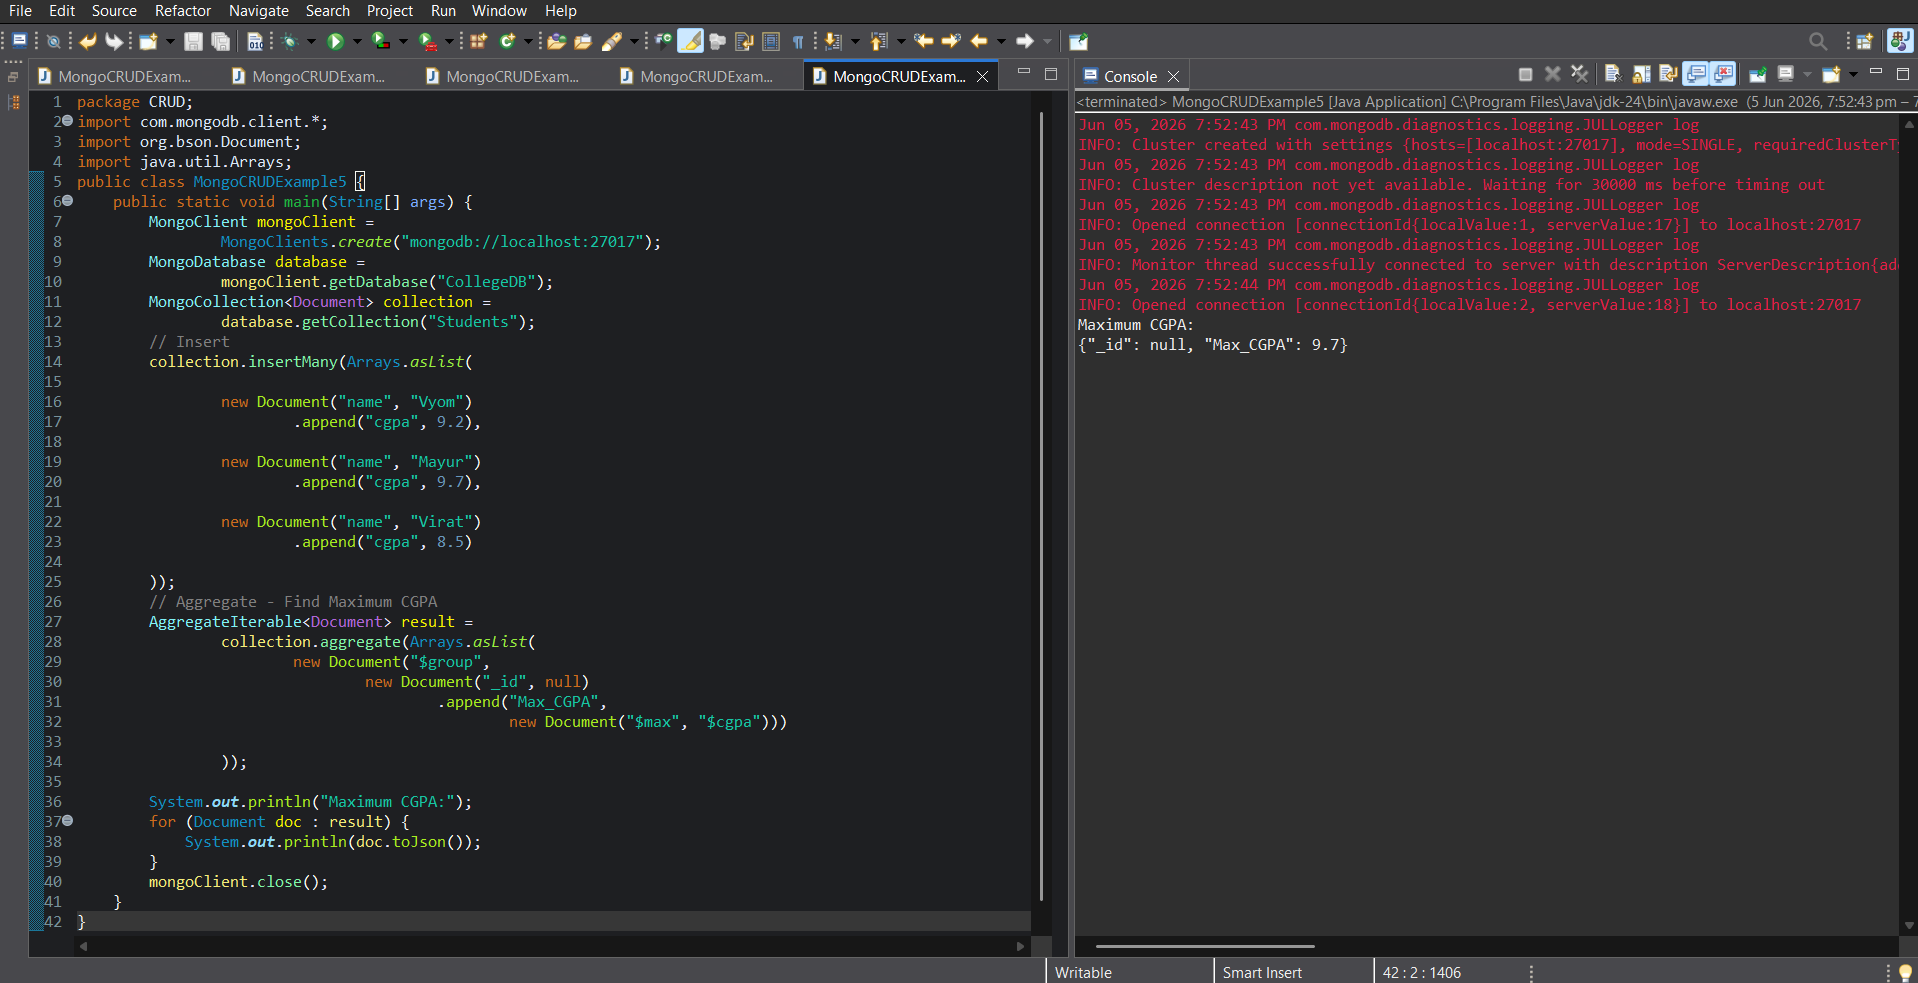 File Edit Source Refactor Navigate Search Project Run Window Help
MongoCRUDExam... MongoCRUDExam... MongoCRUDExam... MongoCRUDExam... MongoCRUDExam...
1 package CRUD;
2 import com.mongodb.client.*;
3 import org.bson.Document;
4 import java.util.Arrays;
5 public class MongoCRUDExample5 {
6 public static void main(String[] args) {
7 MongoClient mongoClient =
8 MongoClients.create("mongodb://localhost:27017");
9 MongoDatabase database =
10 mongoClient.getDatabase("CollegeDB");
11 MongoCollection<Document> collection =
12 database.getCollection("Students");
13 // Insert
14 collection.insertMany(Arrays.asList(
15
16 new Document("name", "Vyom")
17 .append("cgpa", 9.2),
18
19 new Document("name", "Mayur")
20 .append("cgpa", 9.7),
21
22 new Document("name", "Virat")
23 .append("cgpa", 8.5)
24
25 ));
26 // Aggregate - Find Maximum CGPA
27 AggregateIterable<Document> result =
28 collection.aggregate(Arrays.asList(
29 new Document("$group",
30 new Document("_id", null)
31 .append("Max_CGPA",
32 new Document("$max", "$cgpa")))
33
34 ));
35
36 System.out.println("Maximum CGPA:");
37 for (Document doc : result) {
38 System.out.println(doc.toJson());
39 }
40 mongoClient.close();
41 }
42 }
Console
<terminated> MongoCRUDExample5 [Java Application] C:\Program Files\Java\jdk-24\bin\javaw.exe (5 Jun 2026, 7:52:43 pm – 7
Jun 05, 2026 7:52:43 PM com.mongodb.diagnostics.logging.JULLogger log
INFO: Cluster created with settings {hosts=[localhost:27017], mode=SINGLE, requiredClusterTy
Jun 05, 2026 7:52:43 PM com.mongodb.diagnostics.logging.JULLogger log
INFO: Cluster description not yet available. Waiting for 30000 ms before timing out
Jun 05, 2026 7:52:43 PM com.mongodb.diagnostics.logging.JULLogger log
INFO: Opened connection [connectionId{localValue:1, serverValue:17}] to localhost:27017
Jun 05, 2026 7:52:43 PM com.mongodb.diagnostics.logging.JULLogger log
INFO: Monitor thread successfully connected to server with description ServerDescription{add
Jun 05, 2026 7:52:44 PM com.mongodb.diagnostics.logging.JULLogger log
INFO: Opened connection [connectionId{localValue:2, serverValue:18}] to localhost:27017
Maximum CGPA:
{"_id": null, "Max_CGPA": 9.7}
Writable Smart Insert 42 : 2 : 1406